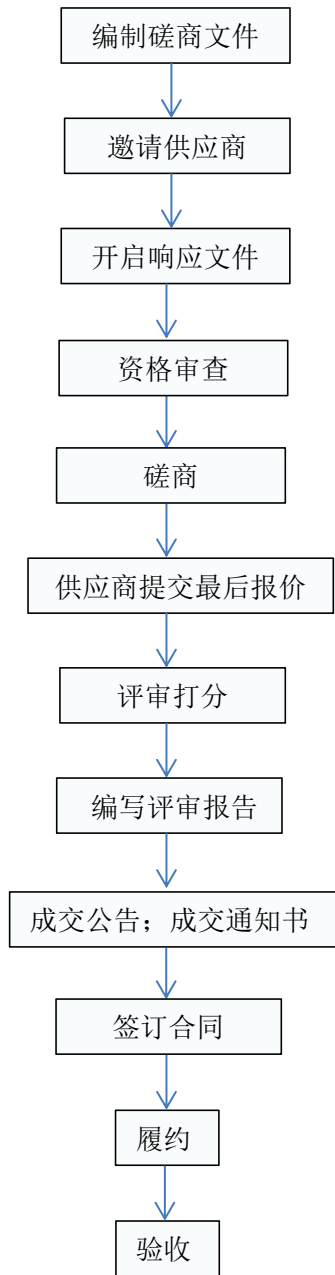 编制磋商文件
邀请供应商
开启响应文件
资格审查
磋商
供应商提交最后报价
评审打分
编写评审报告
成交公告；成交通知书
签订合同
履约
验收